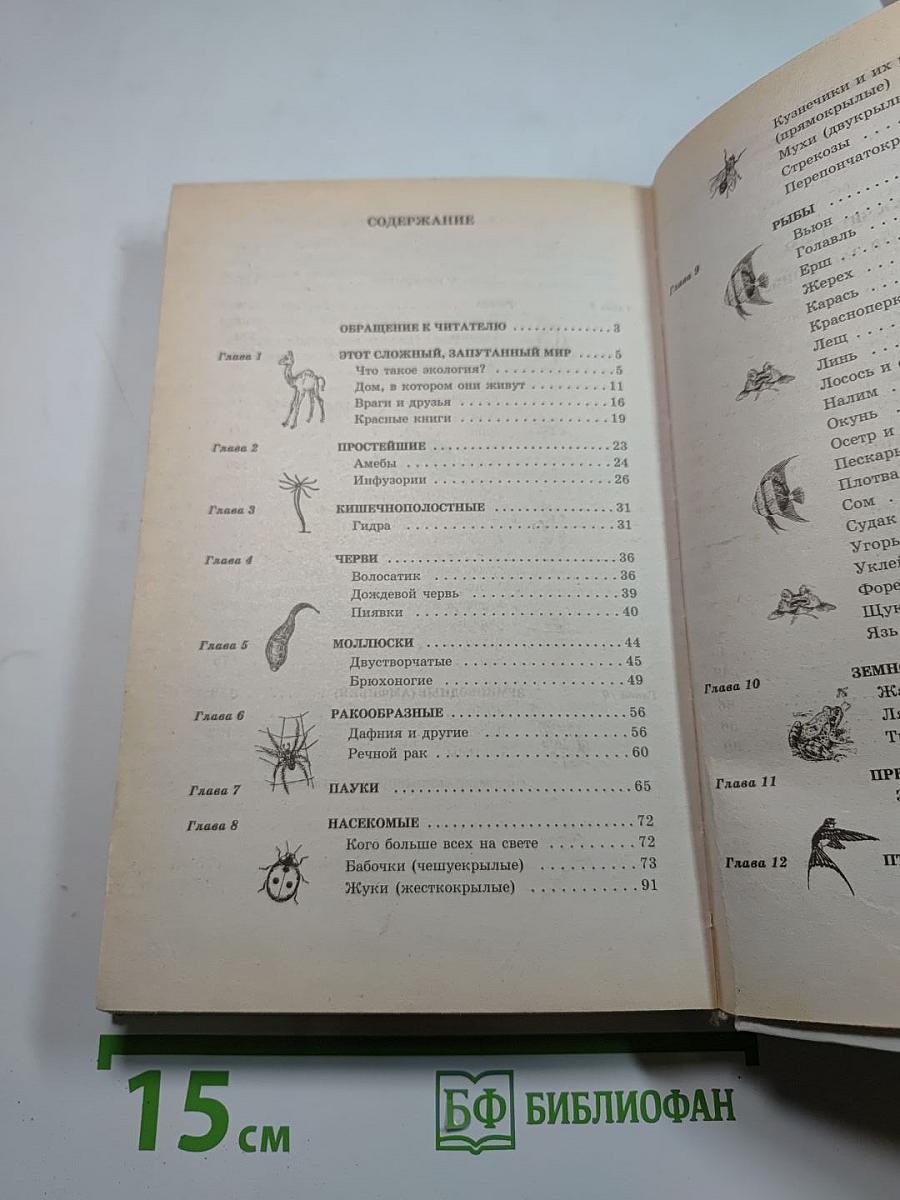 СОДЕРЖАНИЕ
ОБРАЩЕНИЕ К ЧИТАТЕЛЮ ............. 3
Глава 1 ЭТОТ СЛОЖНЫЙ, ЗАПУТАННЫЙ МИР ..... 5
Что такое экология? ............... 5
Дом, в котором они живут .......... 11
Враги и друзья .................... 16
Красные книги .................... 19
Глава 2 ПРОСТЕЙШИЕ ....................... 23
Амебы .......................... 24
Инфузории ....................... 26
Глава 3 КИШЕЧНОПОЛОСТНЫЕ ................ 31
Гидра .......................... 31
Глава 4 ЧЕРВИ ............................. 36
Волосатик ....................... 36
Дождевой червь ................... 39
Пиявки .......................... 40
Глава 5 МОЛЛЮСКИ ........................ 44
Двустворчатые .................... 45
Брюхоногие ...................... 49
Глава 6 РАКООБРАЗНЫЕ ..................... 56
Дафния и другие .................. 56
Речной рак ....................... 60
Глава 7 ПАУКИ ............................ 65
Глава 8 НАСЕКОМЫЕ ....................... 72
Кого больше всех на свете ........... 72
Бабочки (чешуекрылые) ............ 73
Жуки (жесткокрылые) ............. 91
Кузнечики и их
(прямокрылые)
Мухи
Стрекозы ....
Глава 9 РЫБЫ ..........
Вьюн ........
Голавль ......
Ерш ........
Жерех ......
Карась ......
Лещ ....
Линь ....
Лосось и
Налим ....
Окунь ...
Осетр и
Плотва
Сом .
Судак
Глава 10
Глава 11
Глава 12
15 см
БФ БИБЛИОФАН